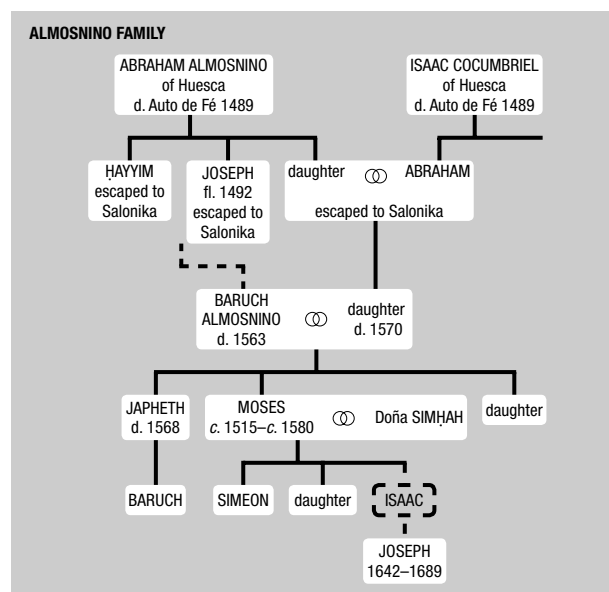 ALMOSNINO FAMILY
ABRAHAM ALMOSNINO
of Huesca
d. Auto de Fé 1489
ISAAC COCUMBRIEL
of Huesca
d. Auto de Fé 1489
ḤAYYIM
escaped to
Salonika
JOSEPH
fl. 1492
escaped to
Salonika
daughter
ABRAHAM
escaped to Salonika
BARUCH
ALMOSNINO
d. 1563
daughter
d. 1570
JAPHETH
d. 1568
MOSES
c. 1515–c. 1580
Doña SIMḤAH
daughter
BARUCH
SIMEON
daughter
ISAAC
JOSEPH
1642–1689